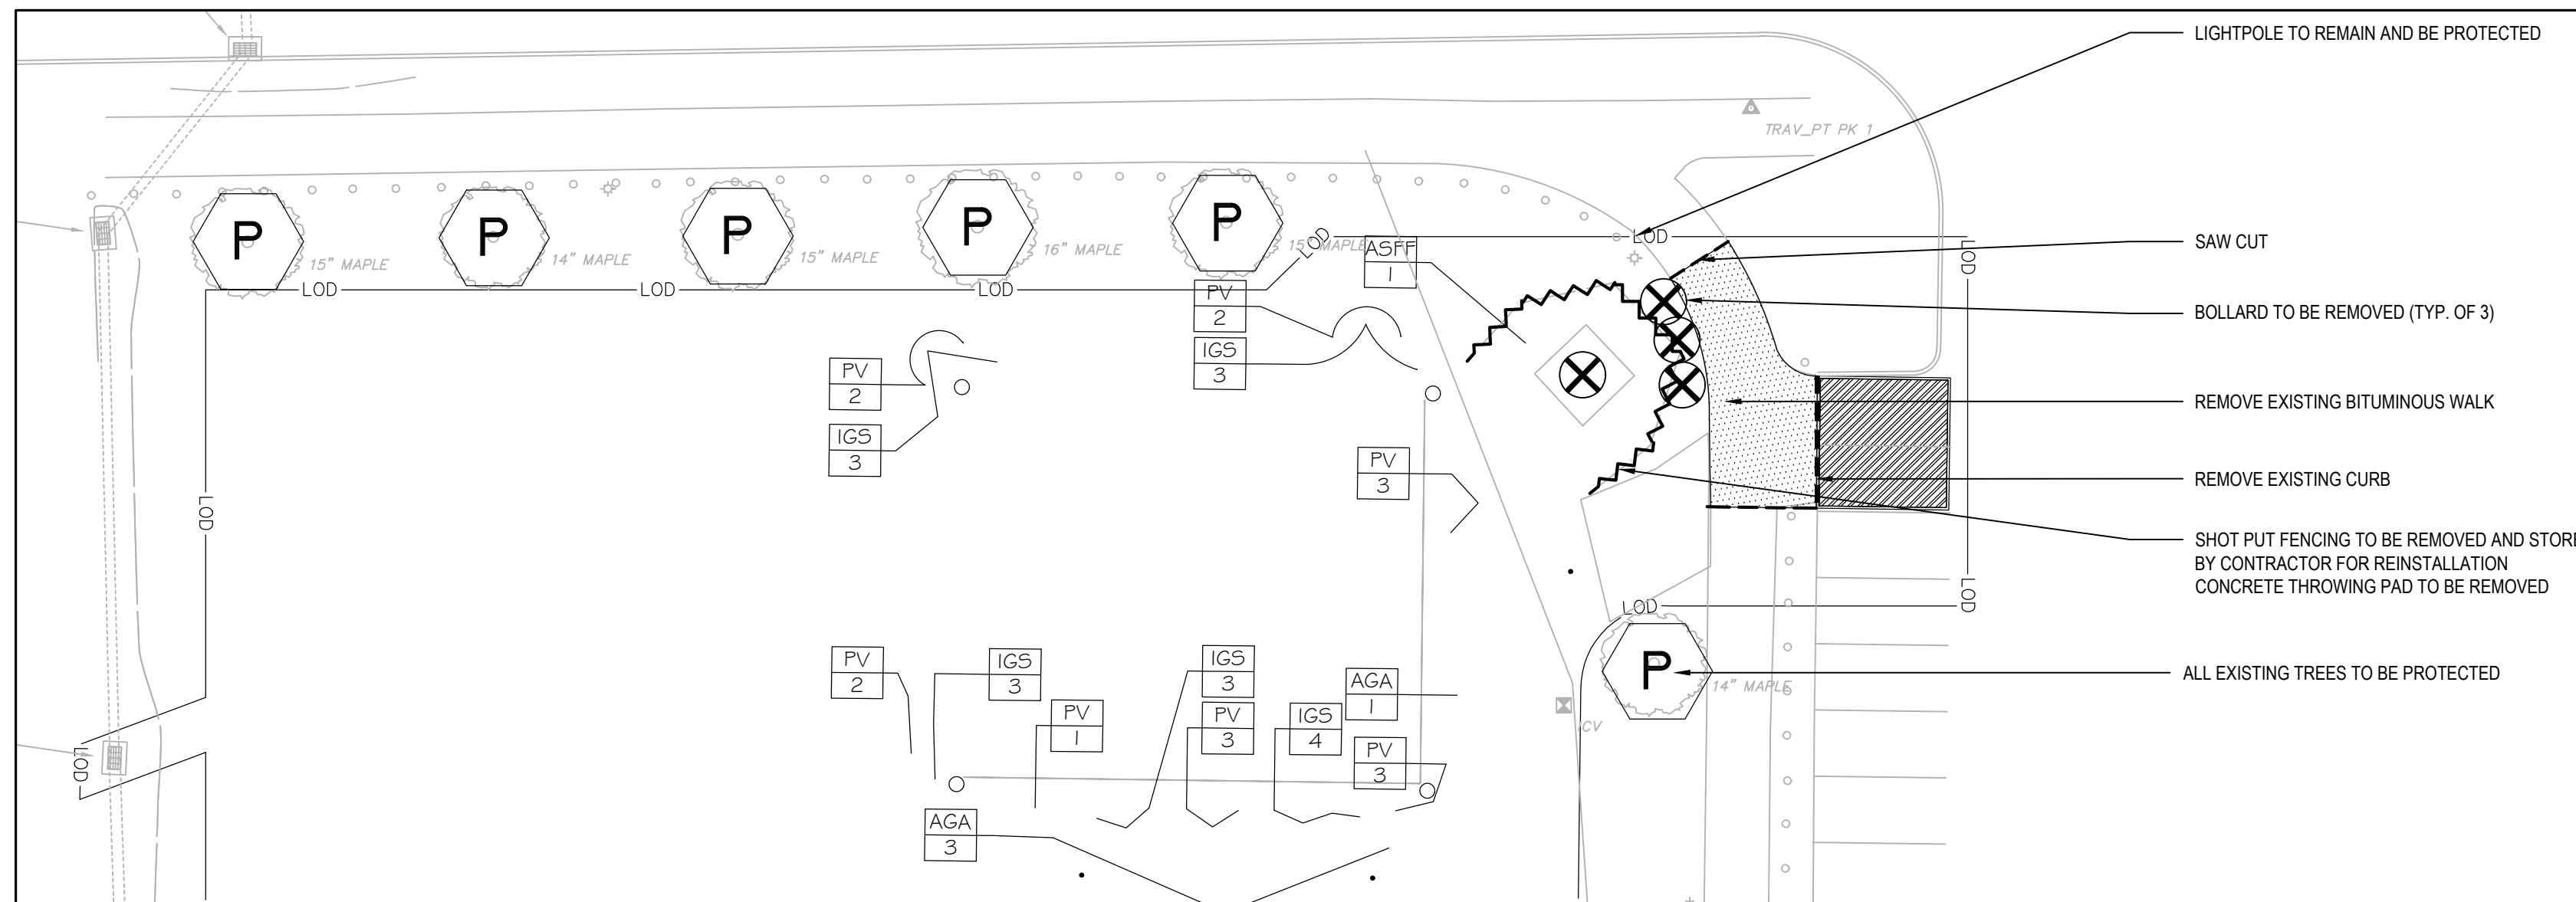 LIGHTPOLE TO REMAIN AND BE PROTECTED
TRAV_PT PK 1
P
P
P
P
P
15" MAPLE
14" MAPLE
15" MAPLE
16" MAPLE
15" MAPLE
LOD
LOD
LOD
LOD
LOD
LOD
SAW CUT
ASFF
1
PV
2
IGS
3
BOLLARD TO BE REMOVED (TYP. OF 3)
PV
2
IGS
3
REMOVE EXISTING BITUMINOUS WALK
PV
3
REMOVE EXISTING CURB
LOD
SHOT PUT FENCING TO BE REMOVED AND STORE
BY CONTRACTOR FOR REINSTALLATION
CONCRETE THROWING PAD TO BE REMOVED
LOD
LOD
P
14" MAPLE
ALL EXISTING TREES TO BE PROTECTED
PV
2
IGS
3
PV
1
IGS
3
PV
3
IGS
4
AGA
1
PV
3
ICV
LOD
AGA
3